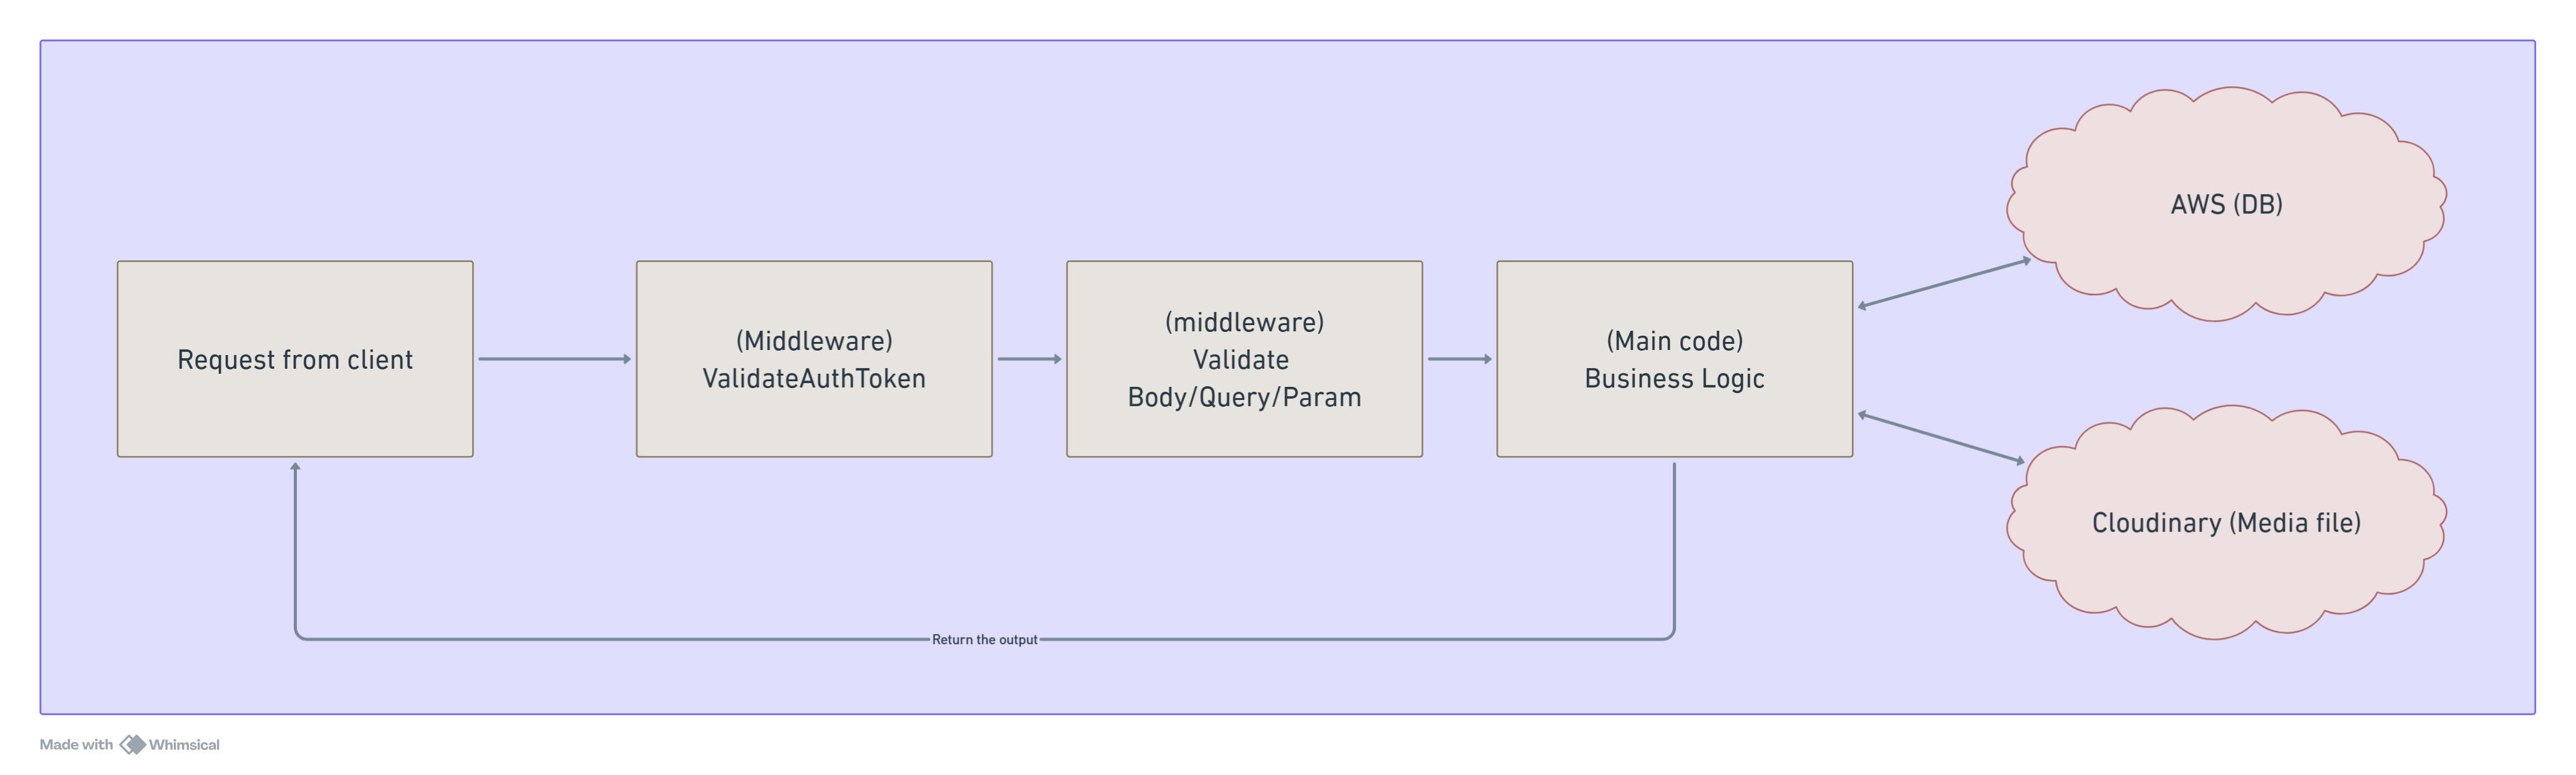 AWS (DB)
Request from client
(Middleware)
ValidateAuthToken
(middleware)
Validate
Body/Query/Param
(Main code)
Business Logic
Cloudinary (Media file)
Return the output
Made with Whimsical